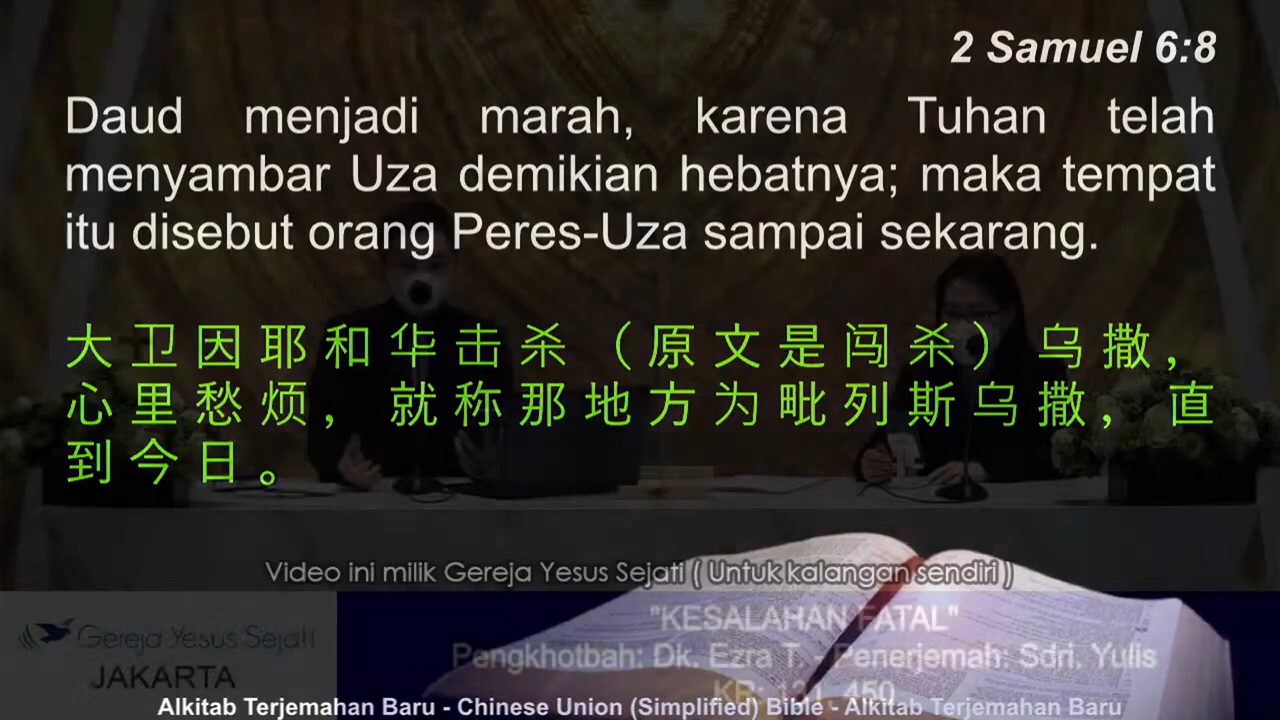 2 Samuel 6:8
Daud menjadi marah, karena Tuhan telah
menyambar Uza demikian hebatnya; maka tempat
itu disebut orang Peres-Uza sampai sekarang.
大卫因耶和华击杀（原文是闯杀）乌撒，
心里愁烦，就称那地方为毗列斯乌撒，直
到今日。
Video ini milik Gereja Yesus Sejati ( Untuk kalangan sendiri )
Gereja Yesus Sejati
JAKARTA
"KESALAHAN FATAL"
Pengkhotbah: Dk. Ezra T. Penerjemah: Sdri. Yulis
KR: 131, 450
Alkitab Terjemahan Baru - Chinese Union (Simplified) Bible - Alkitab Terjemahan Baru